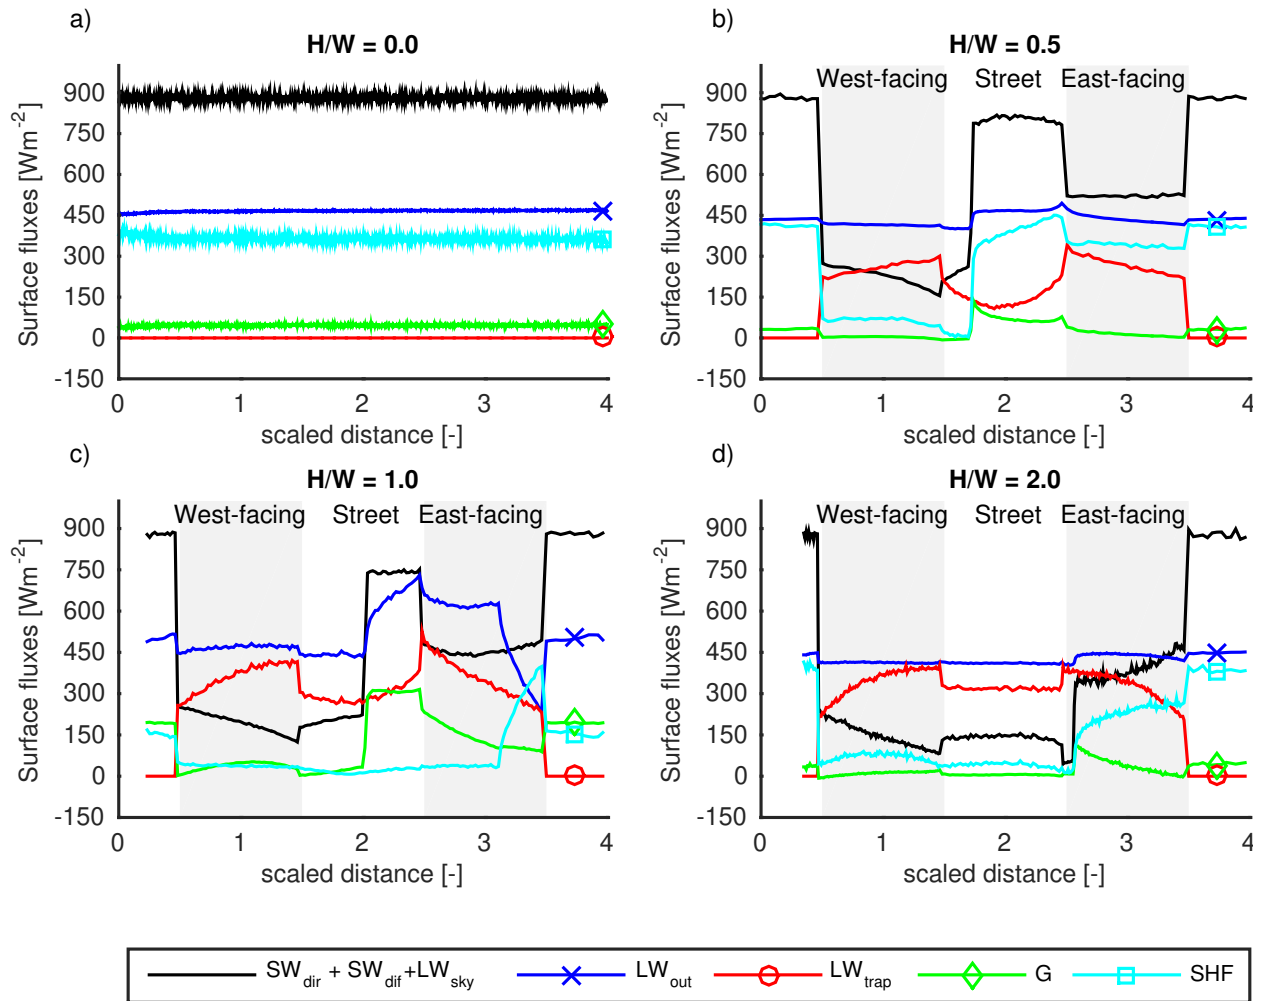 a)
H/W = 0.0
Surface fluxes [Wm-2]
900
750
600
450
300
150
0
-150
0 1 2 3 4
scaled distance [-]
b)
H/W = 0.5
West-facing Street East-facing
Surface fluxes [Wm-2]
900
750
600
450
300
150
0
-150
0 1 2 3 4
scaled distance [-]
c)
H/W = 1.0
West-facing Street East-facing
Surface fluxes [Wm-2]
900
750
600
450
300
150
0
-150
0 1 2 3 4
scaled distance [-]
d)
H/W = 2.0
West-facing Street East-facing
Surface fluxes [Wm-2]
900
750
600
450
300
150
0
-150
0 1 2 3 4
scaled distance [-]
SWdir + SWdif +LWsky LWout LWtrap G SHF